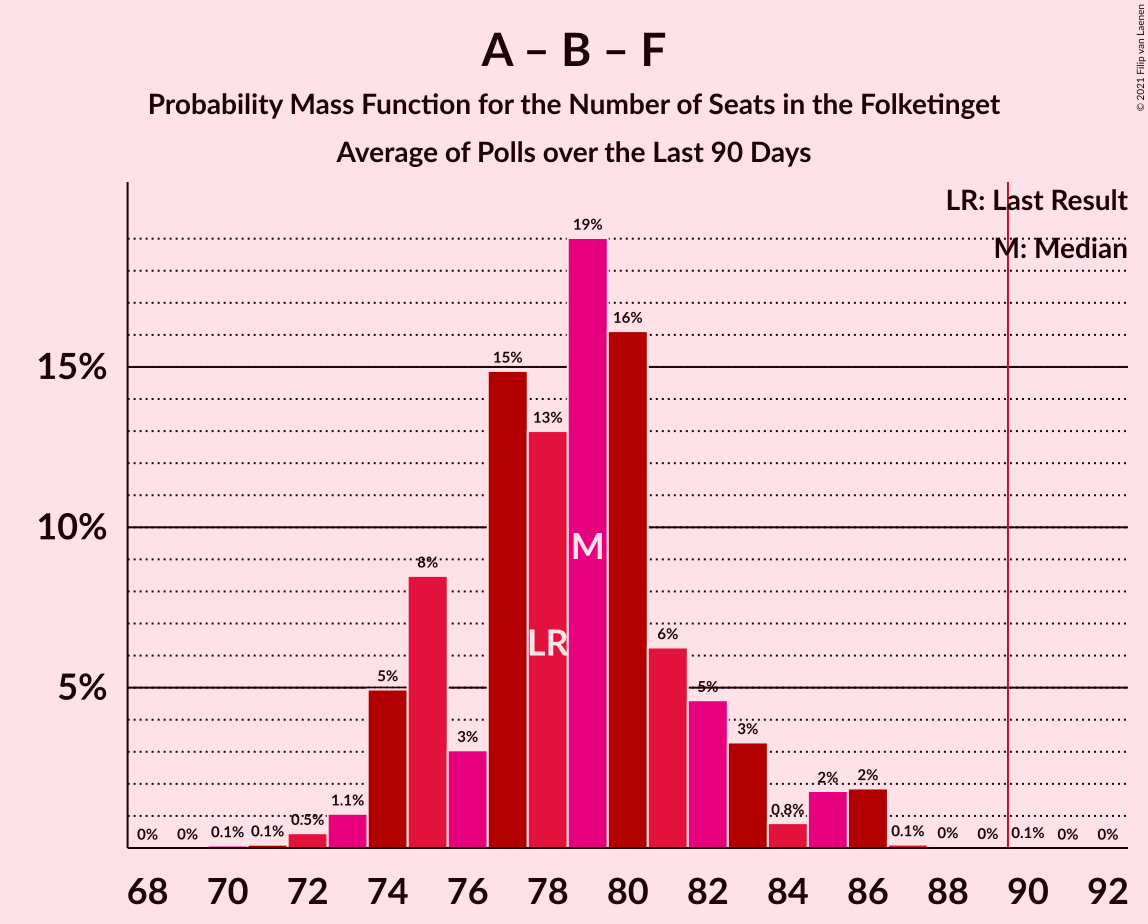 A – B – F
Probability Mass Function for the Number of Seats in the Folketinget
Average of Polls over the Last 90 Days
© 2021 Filip van Laenen
LR: Last Result
M: Median
15%
10%
5%
0% 0% 0.1% 0.1% 0.5% 1.1% 5% 8% 3% 15% 13% 19% 16% 6% 5% 3% 0.8% 2% 2% 0.1% 0% 0% 0.1% 0% 0%
M
LR
68 70 72 74 76 78 80 82 84 86 88 90 92